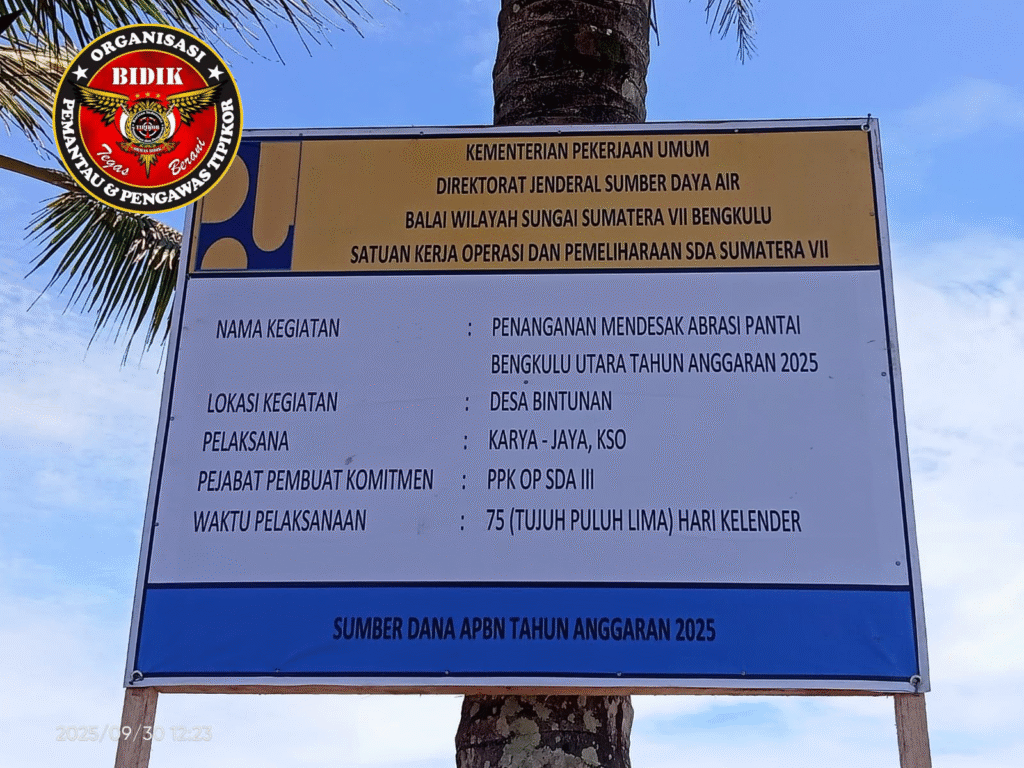 ORGANISASI
BIDIK
TIPIKOR
Tegas Berani
PEMANTAU & PENGAWAS TIPIKOR
KEMENTERIAN PEKERJAAN UMUM
DIREKTORAT JENDERAL SUMBER DAYA AIR
BALAI WILAYAH SUNGAI SUMATERA VII BENGKULU
SATUAN KERJA OPERASI DAN PEMELIHARAAN SDA SUMATERA VII
NAMA KEGIATAN : PENANGANAN MENDESAK ABRASI PANTAI
BENGKULU UTARA TAHUN ANGGARAN 2025
LOKASI KEGIATAN : DESA BINTUNAN
PELAKSANA : KARYA - JAYA, KSO
PEJABAT PEMBUAT KOMITMEN : PPK OP SDA III
WAKTU PELAKSANAAN : 75 (TUJUH PULUH LIMA) HARI KELENDER
SUMBER DANA APBN TAHUN ANGGARAN 2025
2025/09/30 12:23